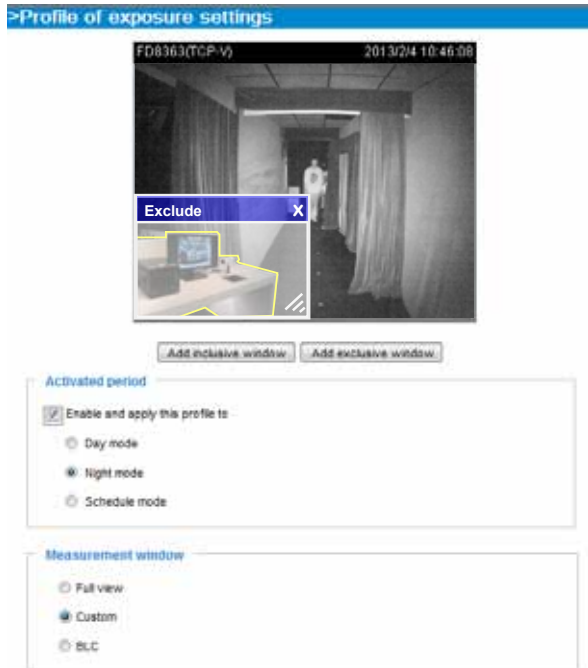 >Profile of exposure settings
FD8363(TCP-V) 2013/2/4 10:46:08
Exclude X
Add inclusive window Add exclusive window
Activated period
Enable and apply this profile to
Day mode
Night mode
Schedule mode
Measurement window
Full view
Custom
BLC